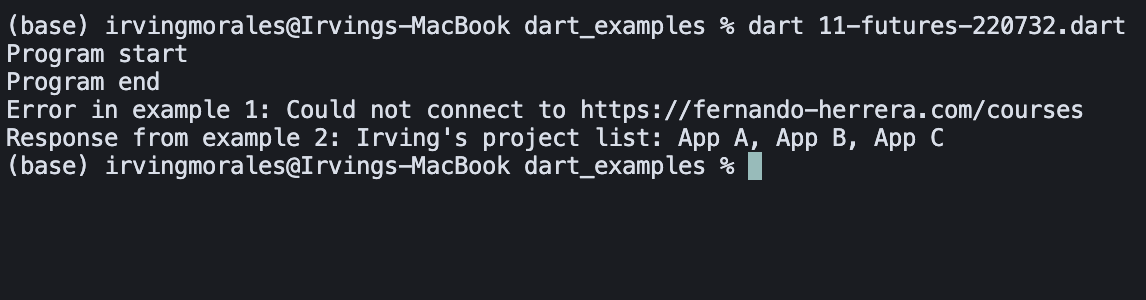 (base) irvingmorales@Irvings-MacBook dart_examples % dart 11-futures-220732.dart
Program start
Program end
Error in example 1: Could not connect to https://fernando-herrera.com/courses
Response from example 2: Irving's project list: App A, App B, App C
(base) irvingmorales@Irvings-MacBook dart_examples %